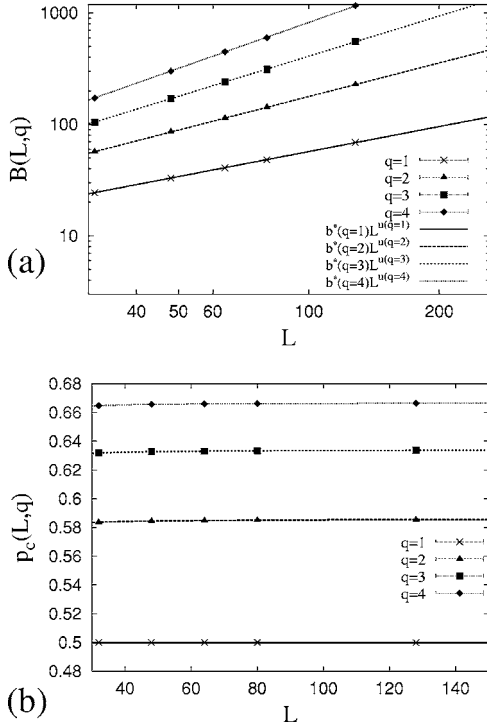 1000
100
10
B(L,q)
q=1
q=2
q=3
q=4
b*(q=1)L^u(q=1)
b*(q=2)L^u(q=2)
b*(q=3)L^u(q=3)
b*(q=4)L^u(q=4)
(a)
40 50 60 100 200
L
0.68
0.66
0.64
0.62
0.6
0.58
0.56
0.54
0.52
0.5
0.48
p_c(L,q)
q=1
q=2
q=3
q=4
40 60 80 100 120 140
(b)
L